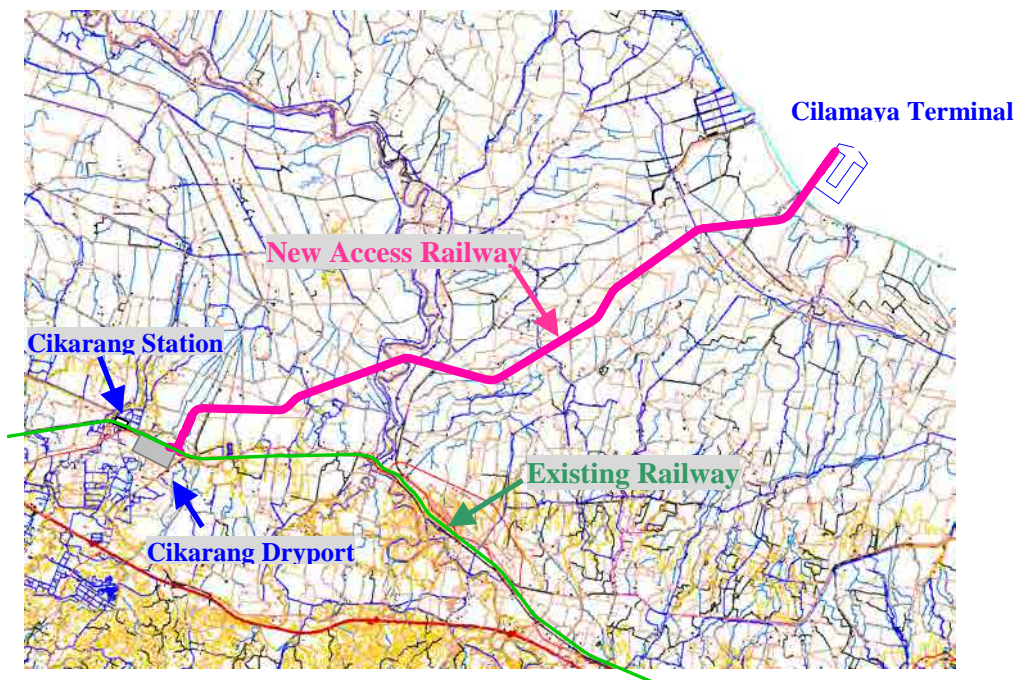 Cilamaya Terminal
New Access Railway
Cikarang Station
Existing Railway
Cikarang Dryport